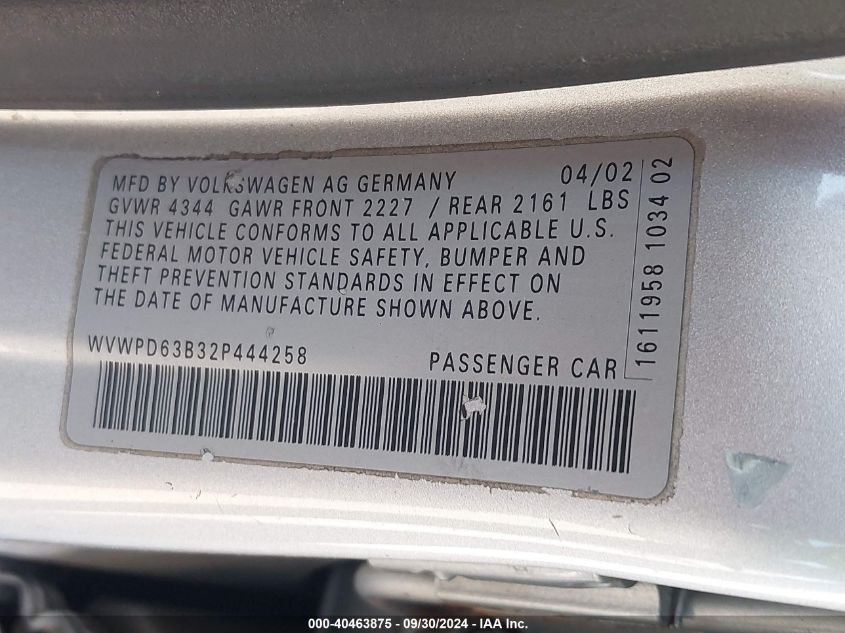 MFD BY VOLKSWAGEN AG GERMANY 04/02
GVWR 4344 GAWR FRONT 2227 / REAR 2161 LBS
THIS VEHICLE CONFORMS TO ALL APPLICABLE U.S.
FEDERAL MOTOR VEHICLE SAFETY, BUMPER AND
THEFT PREVENTION STANDARDS IN EFFECT ON
THE DATE OF MANUFACTURE SHOWN ABOVE.
WVWPD63B32P444258 PASSENGER CAR
1611958 1034 02
000-40463875 - 09/30/2024 - IAA Inc.